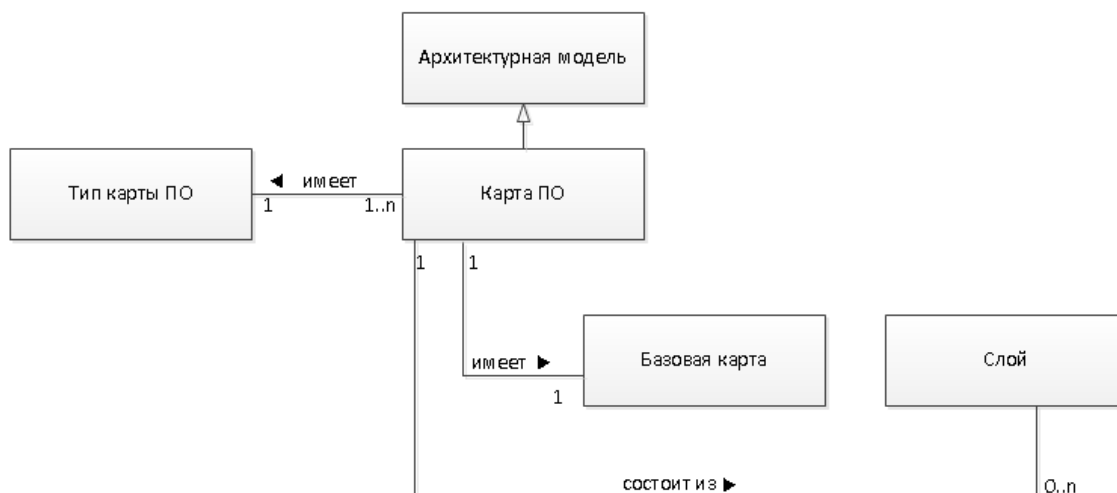 Архитектурная модель
Тип карты ПО
◄ имеет
1
1..n
Карта ПО
1
1
имеет ►
1
Базовая карта
Слой
состоит из ►
0..n